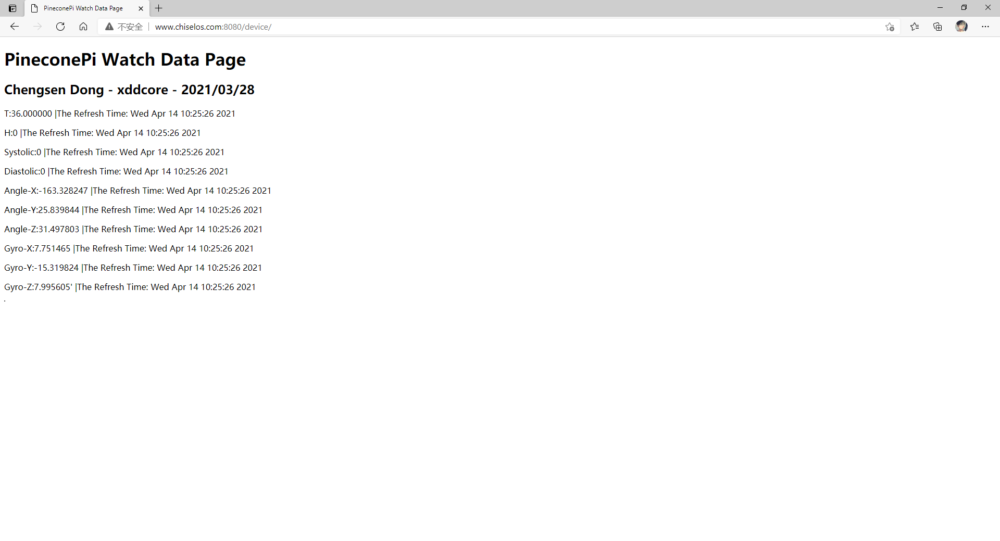 PineconePi Watch Data Page
不安全 | www.chiselos.com:8080/device/
PineconePi Watch Data Page
Chengsen Dong - xddcore - 2021/03/28
T:36.000000 |The Refresh Time: Wed Apr 14 10:25:26 2021
H:0 |The Refresh Time: Wed Apr 14 10:25:26 2021
Systolic:0 |The Refresh Time: Wed Apr 14 10:25:26 2021
Diastolic:0 |The Refresh Time: Wed Apr 14 10:25:26 2021
Angle-X:-163.328247 |The Refresh Time: Wed Apr 14 10:25:26 2021
Angle-Y:25.839844 |The Refresh Time: Wed Apr 14 10:25:26 2021
Angle-Z:31.497803 |The Refresh Time: Wed Apr 14 10:25:26 2021
Gyro-X:7.751465 |The Refresh Time: Wed Apr 14 10:25:26 2021
Gyro-Y:-15.319824 |The Refresh Time: Wed Apr 14 10:25:26 2021
Gyro-Z:7.995605' |The Refresh Time: Wed Apr 14 10:25:26 2021
.